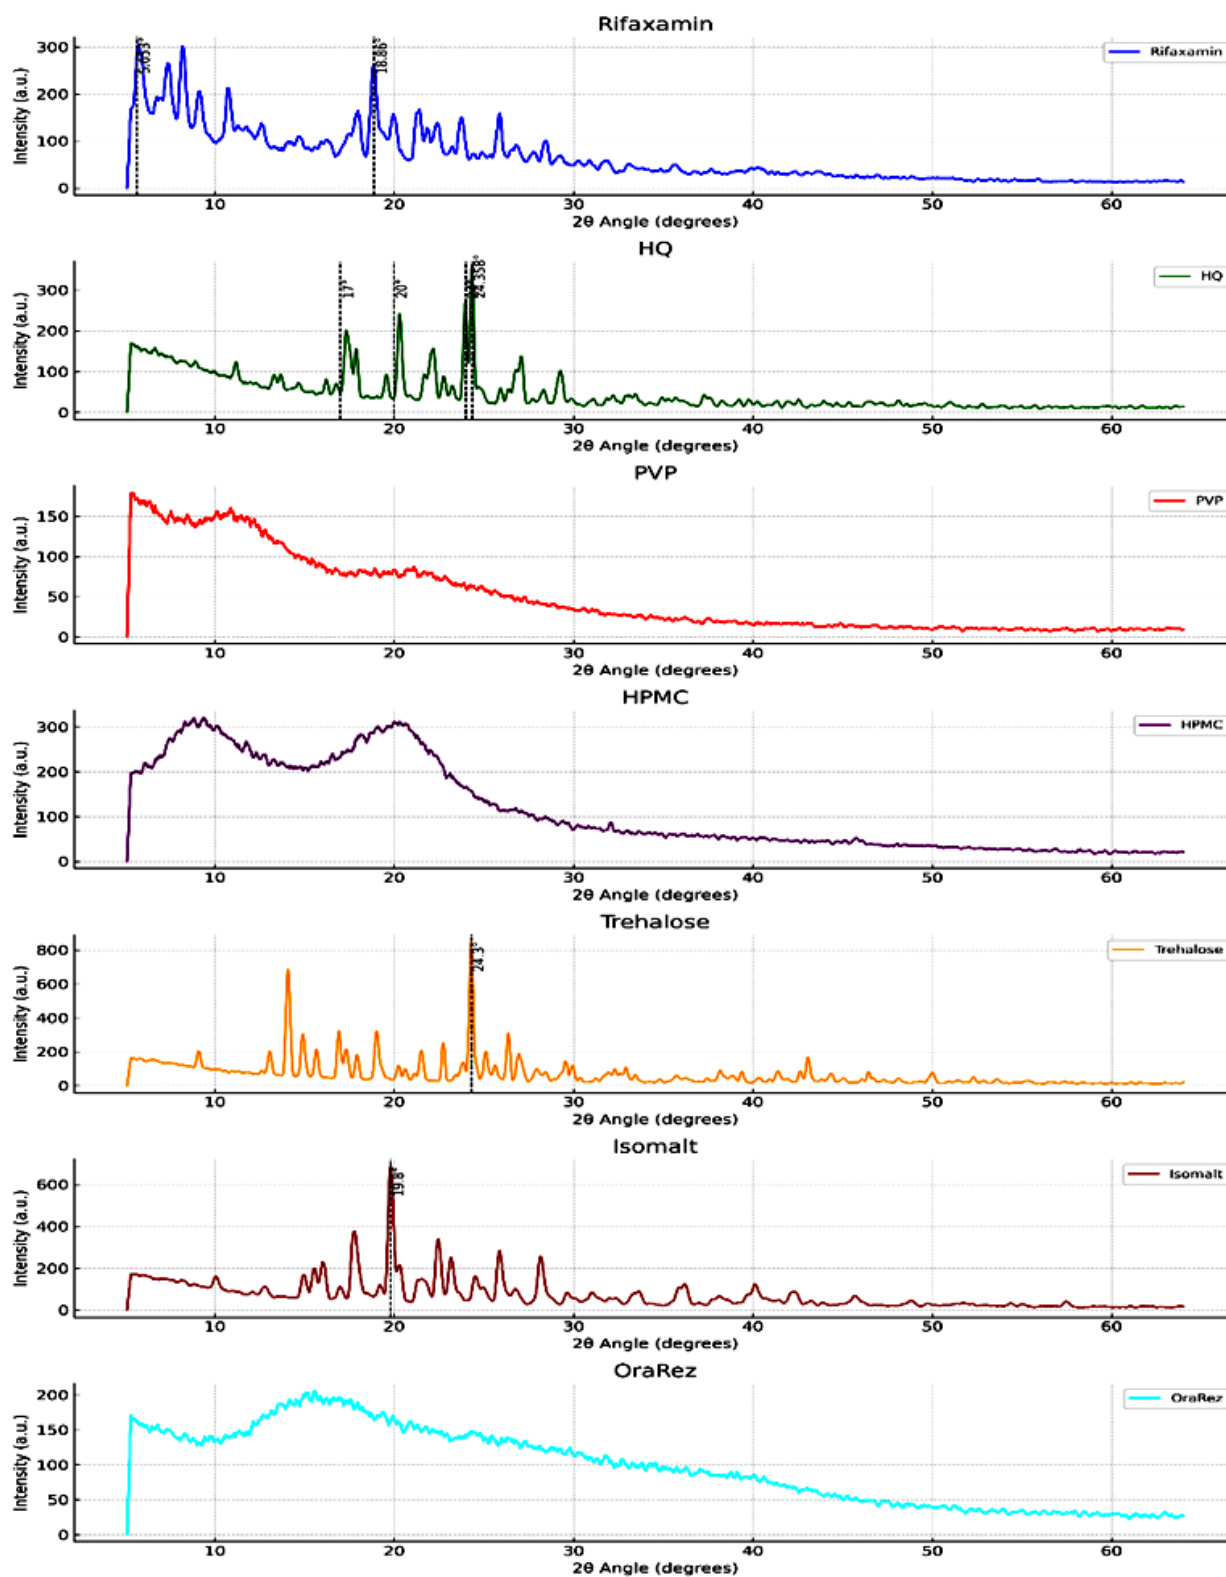 Rifaxamin
Intensity (a.u.)
300
200
100
0
5.653°
18.86°
Rifaxamin
10 20 30 40 50 60
2θ Angle (degrees)
HQ
Intensity (a.u.)
300
200
100
0
17°
20°
24.358°
HQ
10 20 30 40 50 60
2θ Angle (degrees)
PVP
Intensity (a.u.)
150
100
50
0
PVP
10 20 30 40 50 60
2θ Angle (degrees)
HPMC
Intensity (a.u.)
300
200
100
0
HPMC
10 20 30 40 50 60
2θ Angle (degrees)
Trehalose
Intensity (a.u.)
800
600
400
200
0
24.3°
Trehalose
10 20 30 40 50 60
2θ Angle (degrees)
Isomalt
Intensity (a.u.)
600
400
200
0
19.8°
Isomalt
10 20 30 40 50 60
2θ Angle (degrees)
OraRez
Intensity (a.u.)
200
150
100
50
0
OraRez
10 20 30 40 50 60
2θ Angle (degrees)